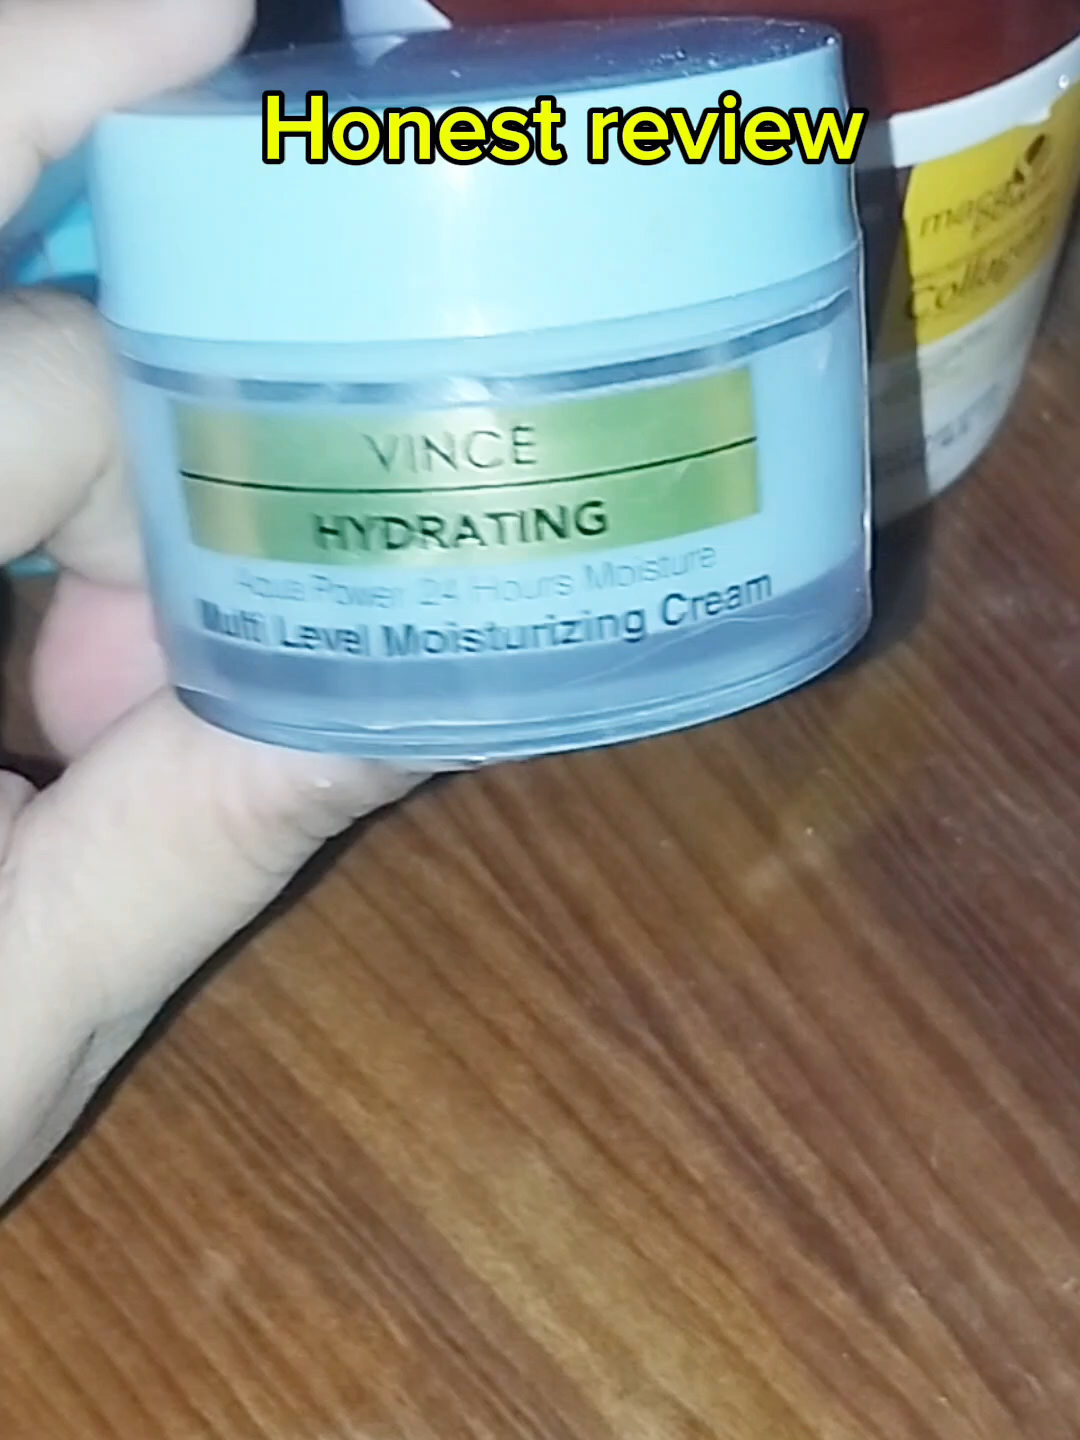 Honest review
VINCE
HYDRATING
Aqua Power 24 Hours Moisture
Multi Level Moisturizing Cream